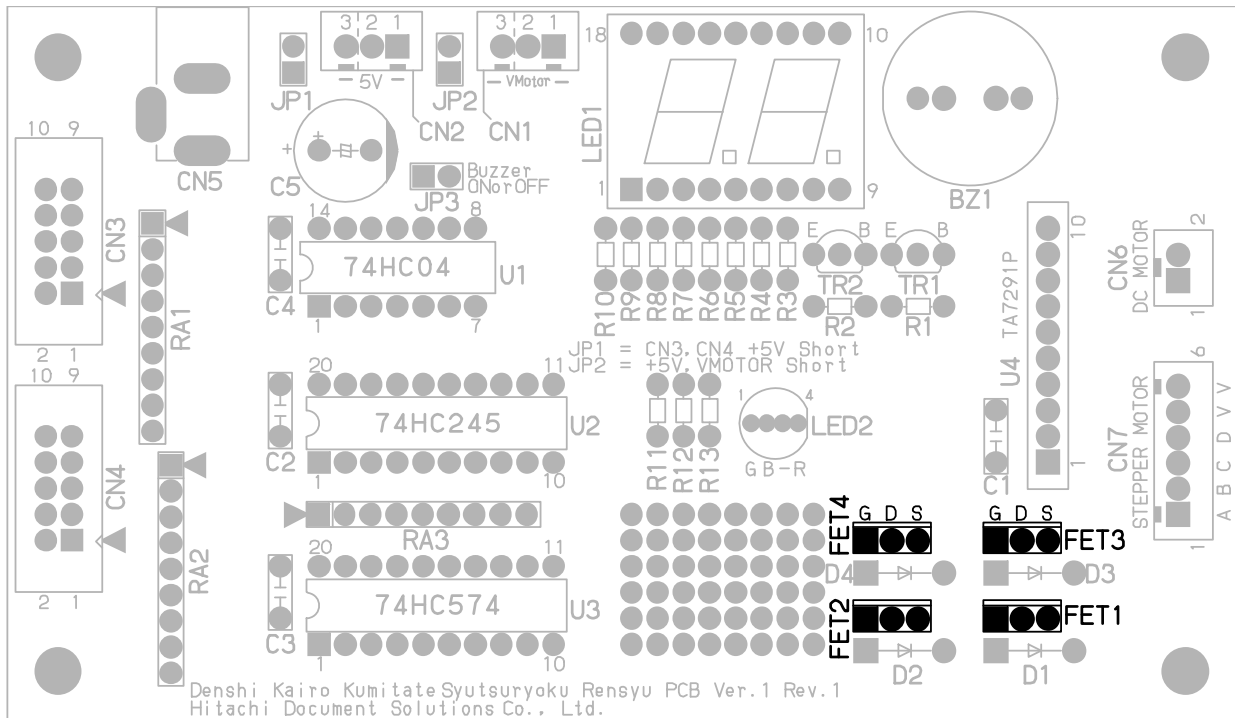 3 2 1
3 2 1
18
10
JP1
5V
JP2
VMotor
LED1
CN2
CN1
10 9
CN5
C5
+
+
Buzzer
ONorOFF
JP3
1
9
BZ1
CN3
14
8
74HC04
U1
C4
1
7
E B
E B
TR2
TR1
R10
R9
R8
R7
R6
R5
R4
R3
R2
R1
10
TA7291P
U4
1
2
CN6
DC MOTOR
1
RA1
2 1
10 9
JP1 = CN3,CN4 +5V Short
JP2 = +5V,VMOTOR Short
20
11
74HC245
U2
C2
1
10
1
4
LED2
G B-R
R11
R12
R13
C1
6
CN7
STEPPER MOTOR
A B C D V V
1
CN4
RA2
2 1
RA3
20
11
74HC574
U3
C3
1
10
FET4
G D S
G D S
FET3
D4
D3
FET2
FET1
D2
D1
Denshi Kairo Kumitate Syutsuryoku Rensyu PCB Ver.1 Rev.1
Hitachi Document Solutions Co., Ltd.